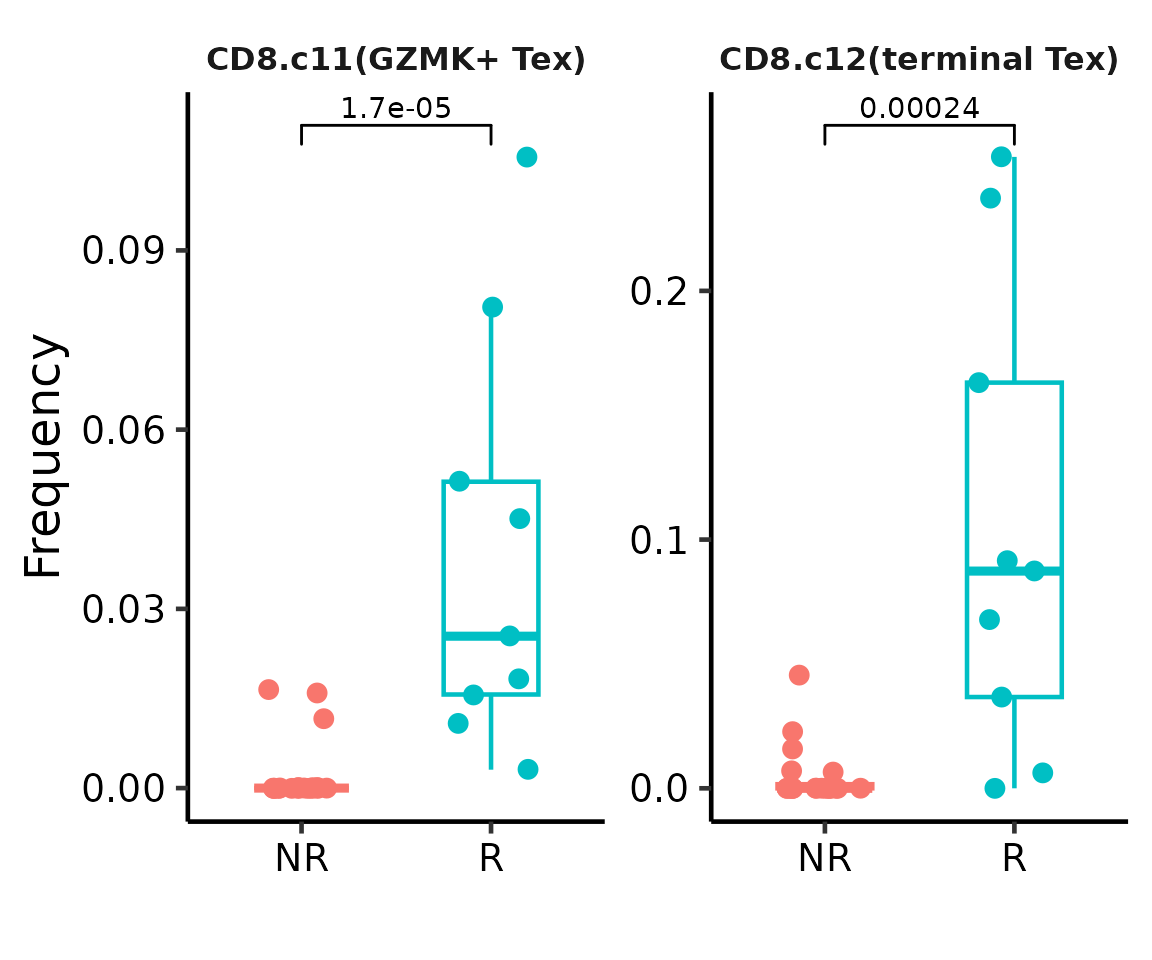 CD8.c11(GZMK+ Tex)
CD8.c12(terminal Tex)
1.7e-05
0.00024
Frequency
0.09
0.06
0.03
0.00
0.2
0.1
0.0
NR
R
NR
R